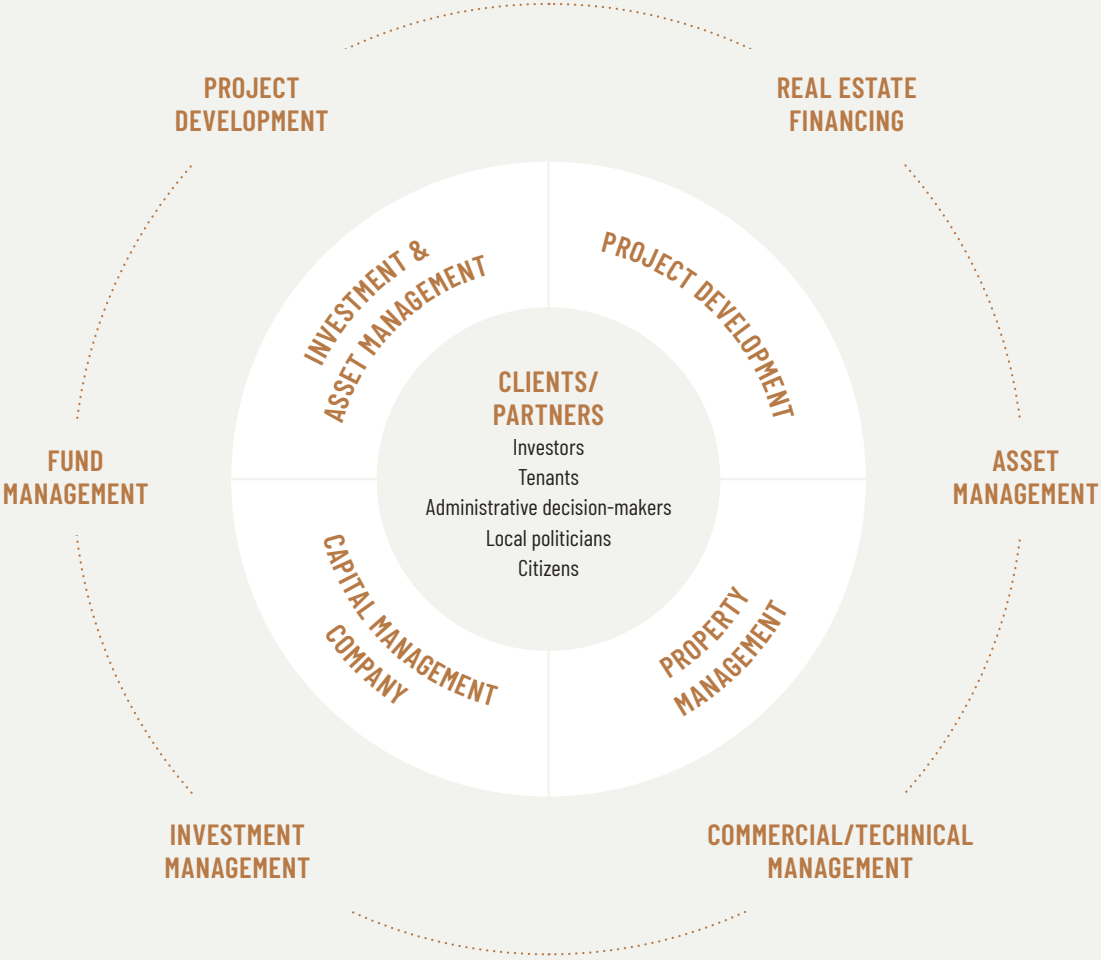 PROJECT
DEVELOPMENT
REAL ESTATE
FINANCING
INVESTMENT &
ASSET MANAGEMENT
PROJECT DEVELOPMENT
CLIENTS/
PARTNERS
Investors
Tenants
Administrative decision-makers
Local politicians
Citizens
FUND
MANAGEMENT
ASSET
MANAGEMENT
CAPITAL MANAGEMENT
COMPANY
PROPERTY
MANAGEMENT
INVESTMENT
MANAGEMENT
COMMERCIAL/TECHNICAL
MANAGEMENT